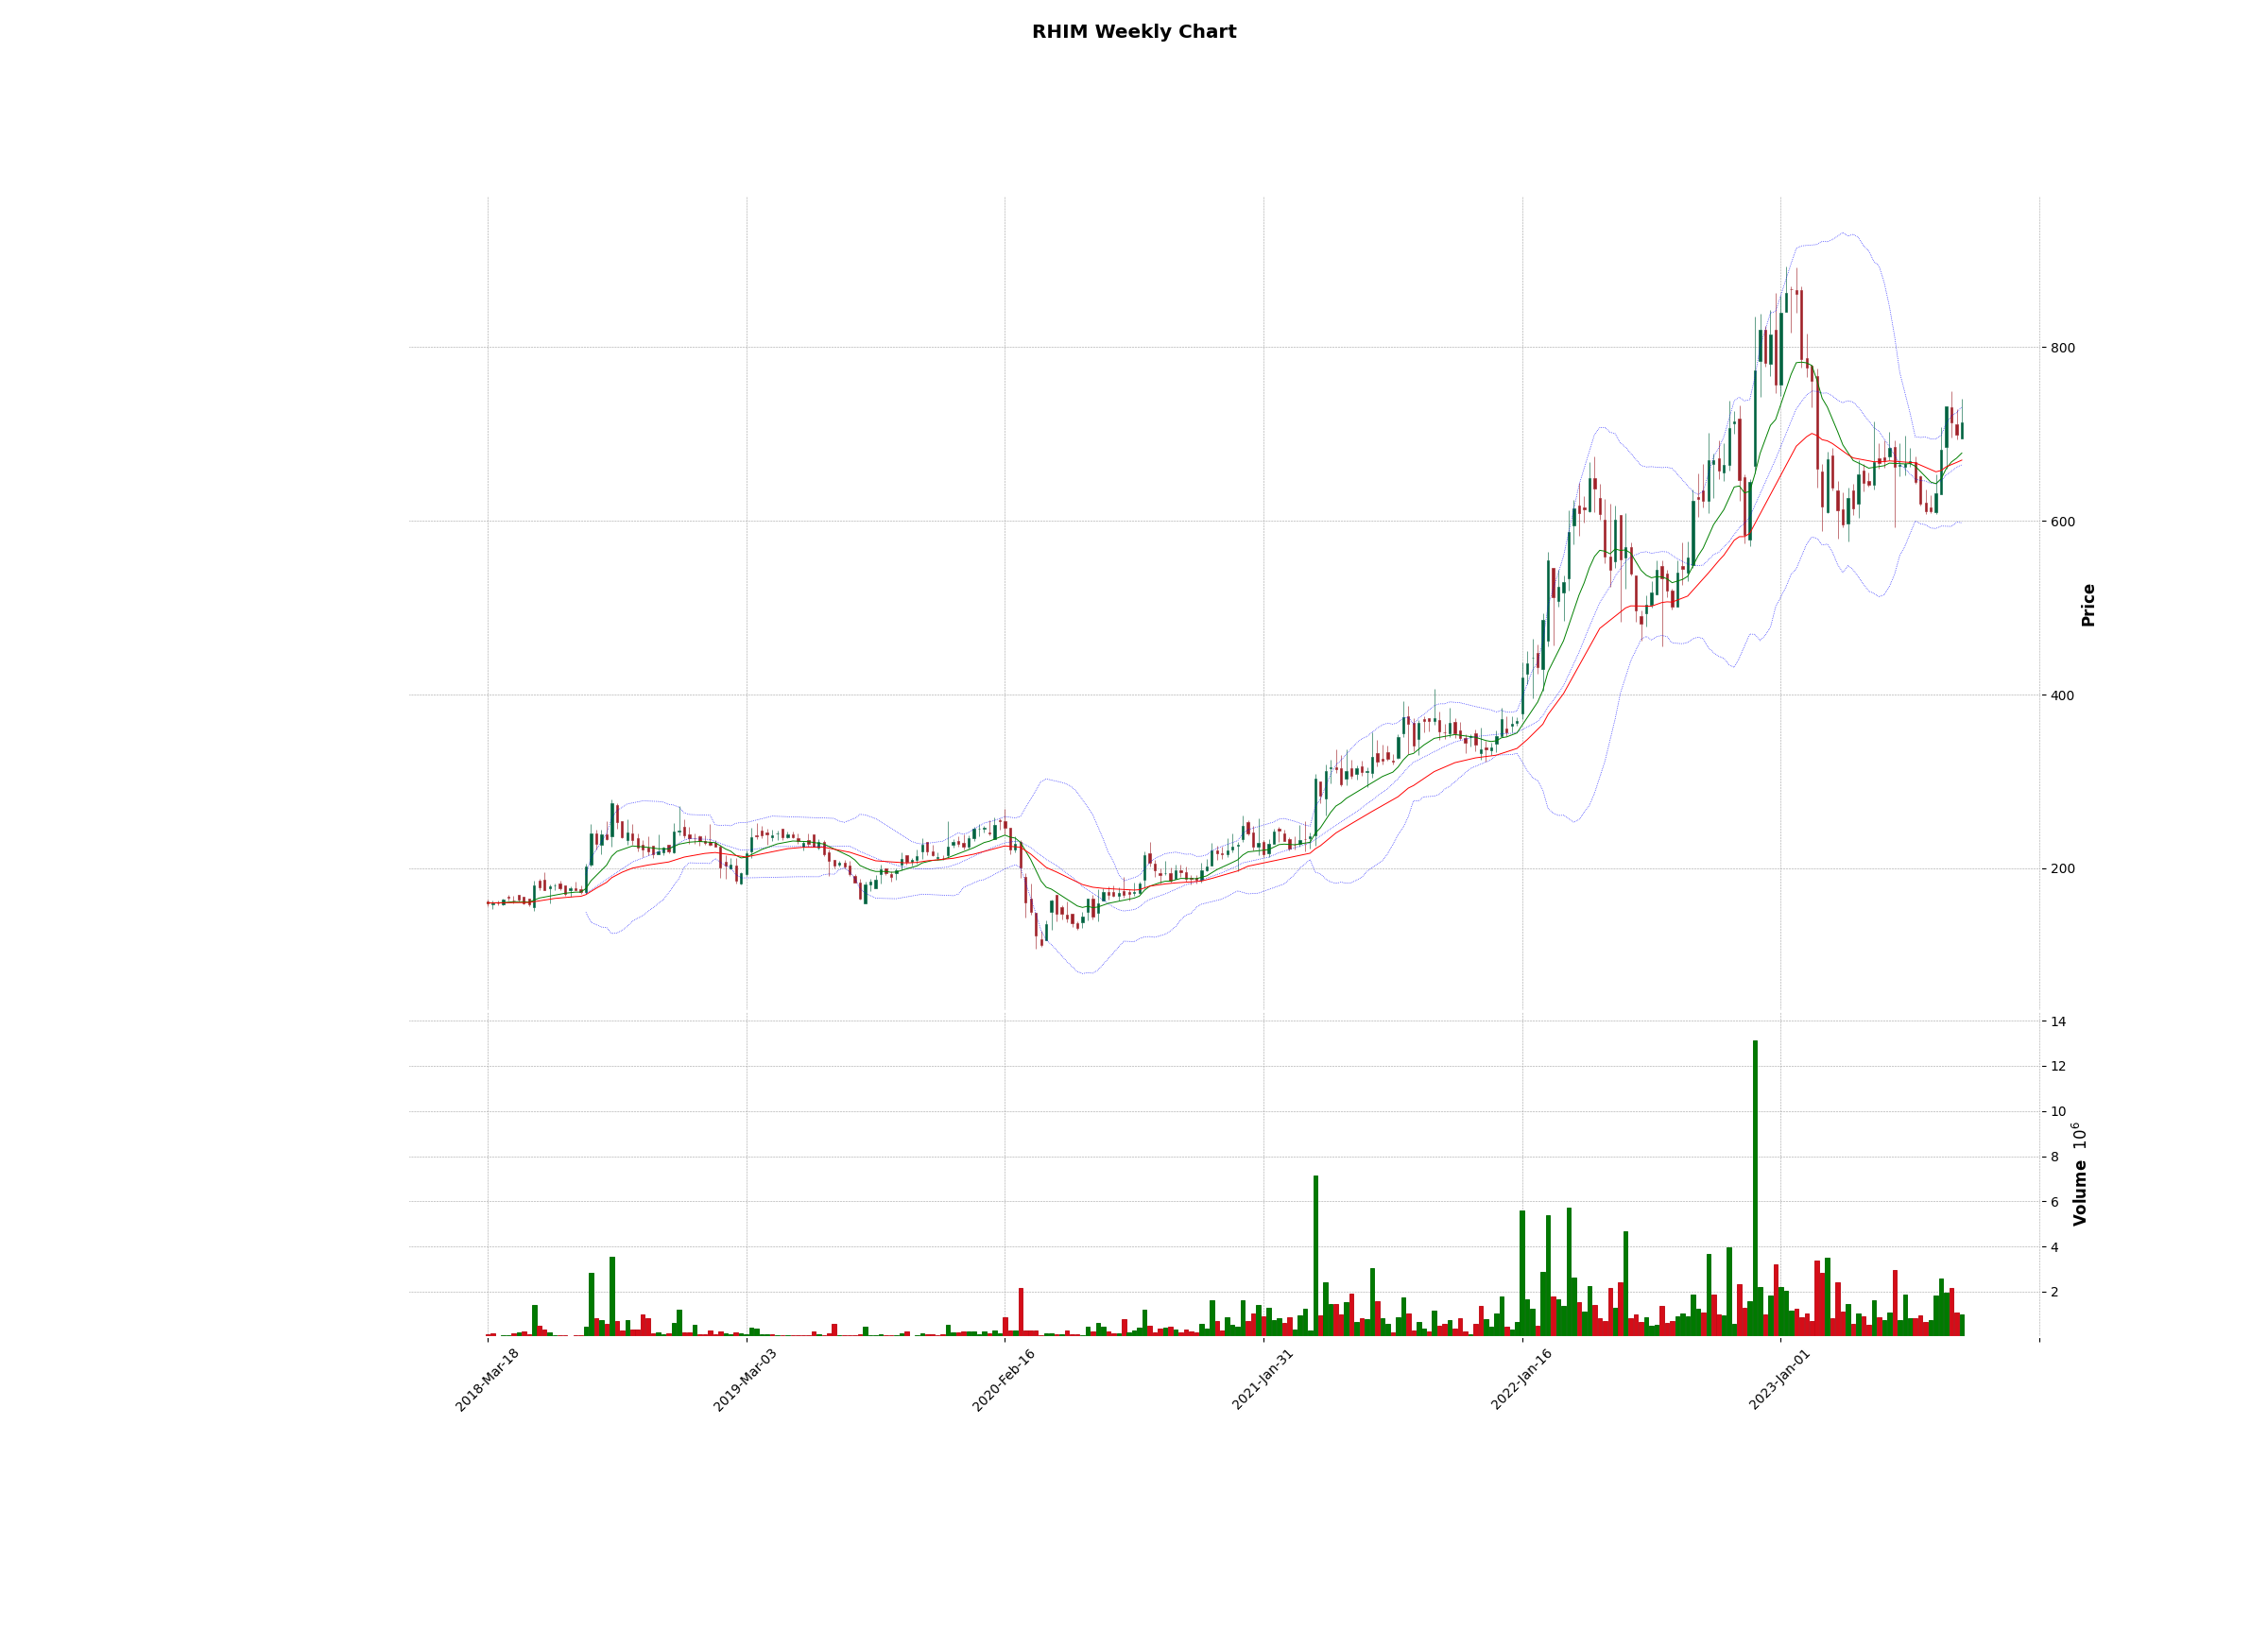 RHIM Weekly Chart
800
600
400
200
Price
14
12
10
8
6
4
2
Volume 10^6
2018-Mar-18
2019-Mar-03
2020-Feb-16
2021-Jan-31
2022-Jan-16
2023-Jan-01